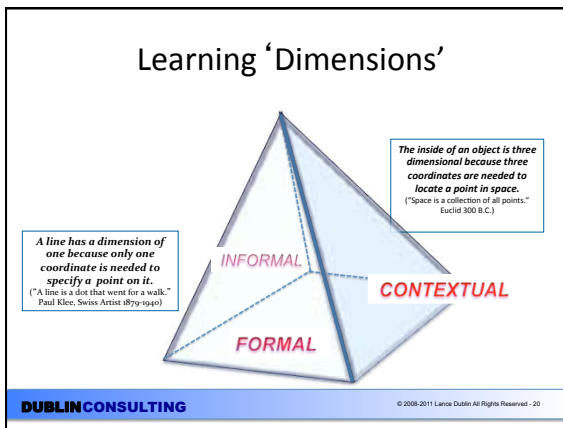 Learning ‘Dimensions’
The inside of an object is three
dimensional because three
coordinates are needed to
locate a point in space.
("Space is a collection of all points."
Euclid 300 B.C.)
A line has a dimension of
one because only one
coordinate is needed to
specify a point on it.
("A line is a dot that went for a walk."
Paul Klee, Swiss Artist 1879-1940)
INFORMAL
CONTEXTUAL
FORMAL
DUBLINCONSULTING
© 2008-2011 Lance Dublin All Rights Reserved - 20